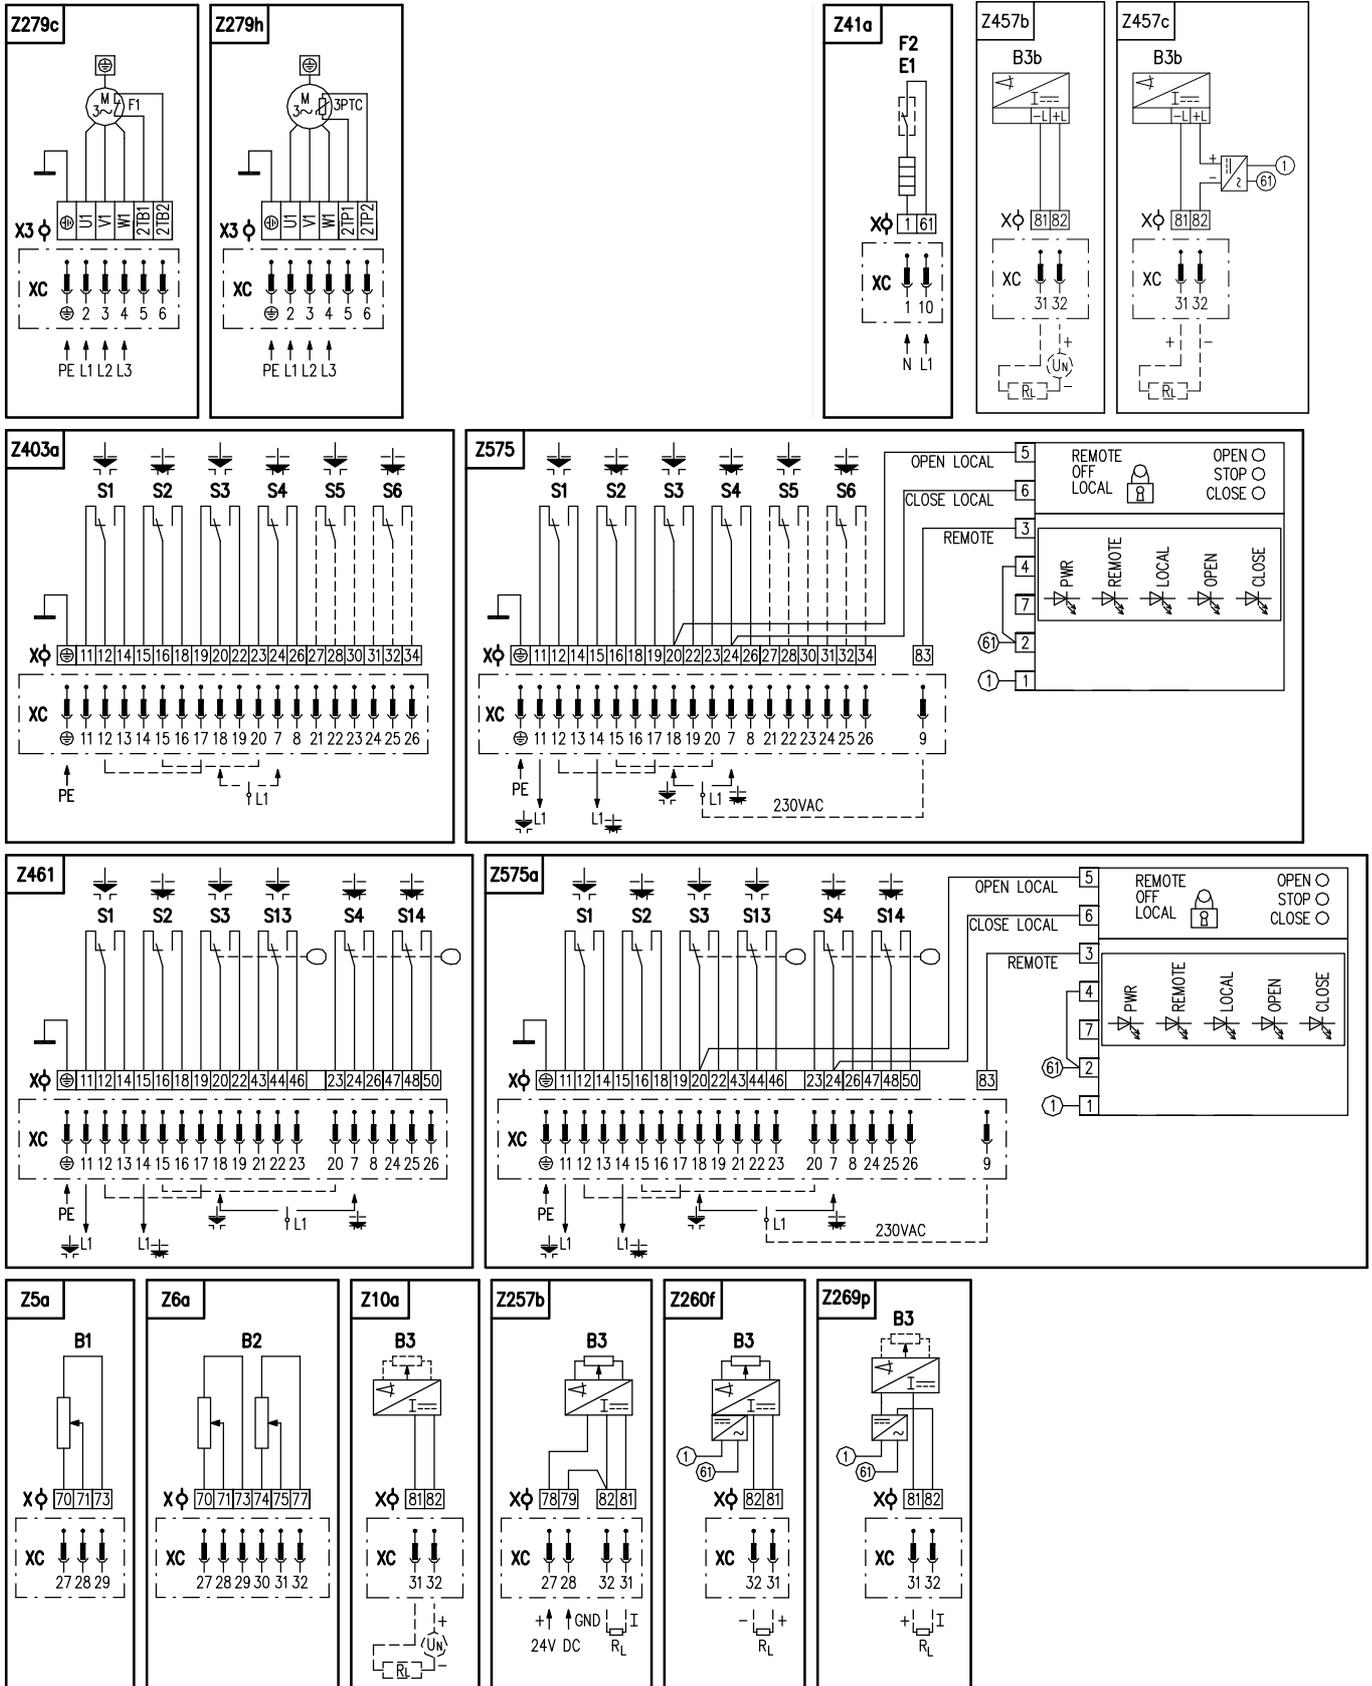 Z279c
M
3~
F1
X3
U1 V1 W1 2TB1 2TB2
XC
2 3 4 5 6
PE L1 L2 L3
Z279h
M
3~
3PTC
X3
U1 V1 W1 2TP1 2TP2
XC
2 3 4 5 6
PE L1 L2 L3
Z41a
F2
E1
X 1 61
XC
1 10
N L1
Z457b
B3b
I
-L +L
X 81 82
XC
31 32
+
UN
-
RL
Z457c
B3b
I
-L +L
+
-
~
1
61
X 81 82
XC
31 32
+ -
RL
Z403a
S1 S2 S3 S4 S5 S6
X 11 12 14 15 16 18 19 20 22 23 24 26 27 28 30 31 32 34
XC
11 12 13 14 15 16 17 18 19 20 7 8 21 22 23 24 25 26
PE
L1
Z575
S1 S2 S3 S4 S5 S6
OPEN LOCAL
CLOSE LOCAL
REMOTE
5
6
3
4
7
61 2
1 1
REMOTE
OFF
LOCAL
OPEN
STOP
CLOSE
PWR REMOTE LOCAL OPEN CLOSE
X 11 12 14 15 16 18 19 20 22 23 24 26 27 28 30 31 32 34 83
XC
11 12 13 14 15 16 17 18 19 20 7 8 21 22 23 24 25 26 9
PE
L1 L1
L1
230VAC
Z461
S1 S2 S3 S13 S4 S14
X 11 12 14 15 16 18 19 20 22 43 44 46 23 24 26 47 48 50
XC
11 12 13 14 15 16 17 18 19 21 22 23 20 7 8 24 25 26
PE
L1
L1
Z575a
S1 S2 S3 S13 S4 S14
OPEN LOCAL
CLOSE LOCAL
REMOTE
5
6
3
4
7
61 2
1 1
REMOTE
OFF
LOCAL
OPEN
STOP
CLOSE
PWR REMOTE LOCAL OPEN CLOSE
X 11 12 14 15 16 18 19 20 22 43 44 46 23 24 26 47 48 50 83
XC
11 12 13 14 15 16 17 18 19 21 22 23 20 7 8 24 25 26 9
PE
L1
L1 L1
230VAC
Z5a
B1
X 70 71 73
XC
27 28 29
Z6a
B2
X 70 71 73 74 75 77
XC
27 28 29 30 31 32
Z10a
B3
I
X 81 82
XC
31 32
+
UN
-
RL
Z257b
B3
I
X 78 79 82 81
XC
27 28 32 31
+ GND I
24V DC RL
Z260f
B3
I
~
1
61
X 82 81
XC
32 31
- +
RL
Z269p
B3
I
~
1
61
X 81 82
XC
31 32
+ I
RL